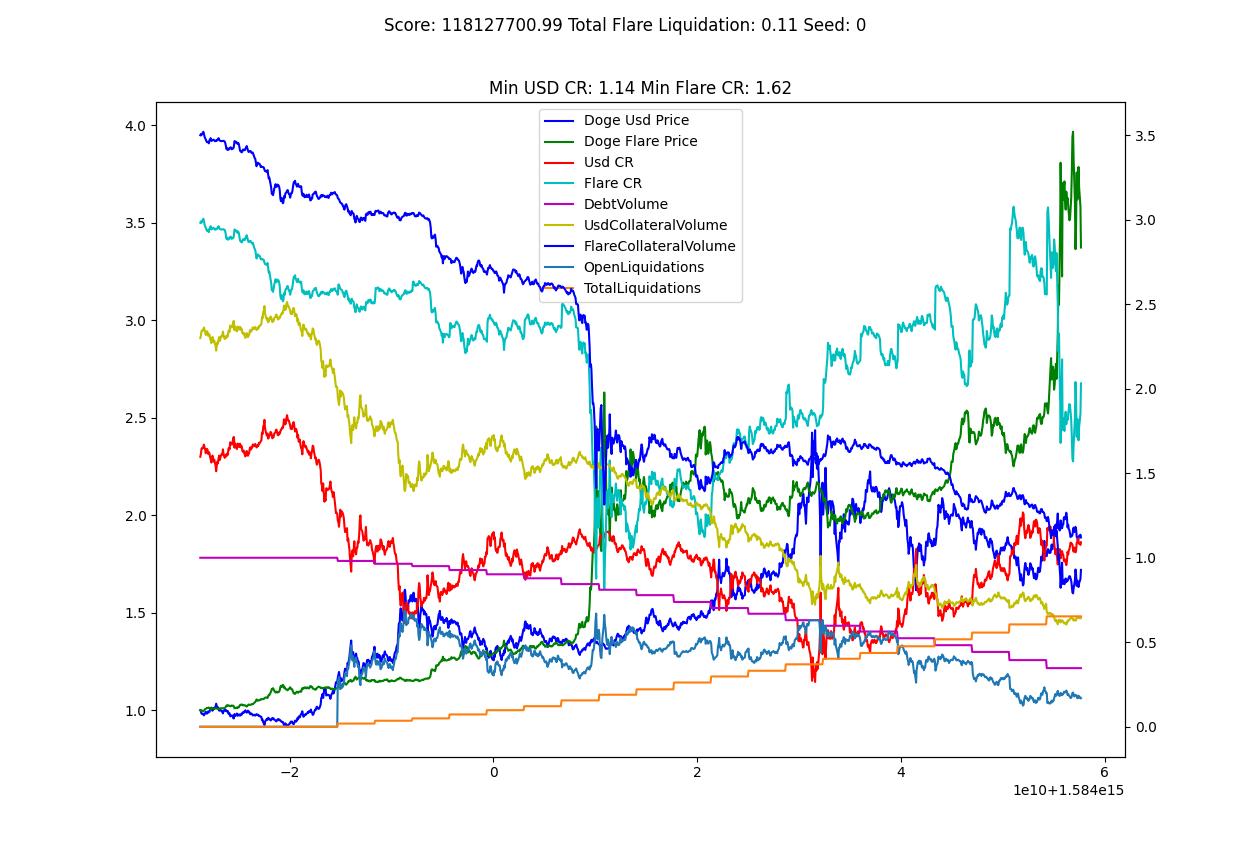 Score: 118127700.99 Total Flare Liquidation: 0.11 Seed: 0
Min USD CR: 1.14 Min Flare CR: 1.62
Doge Usd Price
Doge Flare Price
Usd CR
Flare CR
DebtVolume
UsdCollateralVolume
FlareCollateralVolume
OpenLiquidations
TotalLiquidations
4.0
3.5
3.0
2.5
2.0
1.5
1.0
3.5
3.0
2.5
2.0
1.5
1.0
0.5
0.0
−2
0
2
4
6
1e10+1.584e15